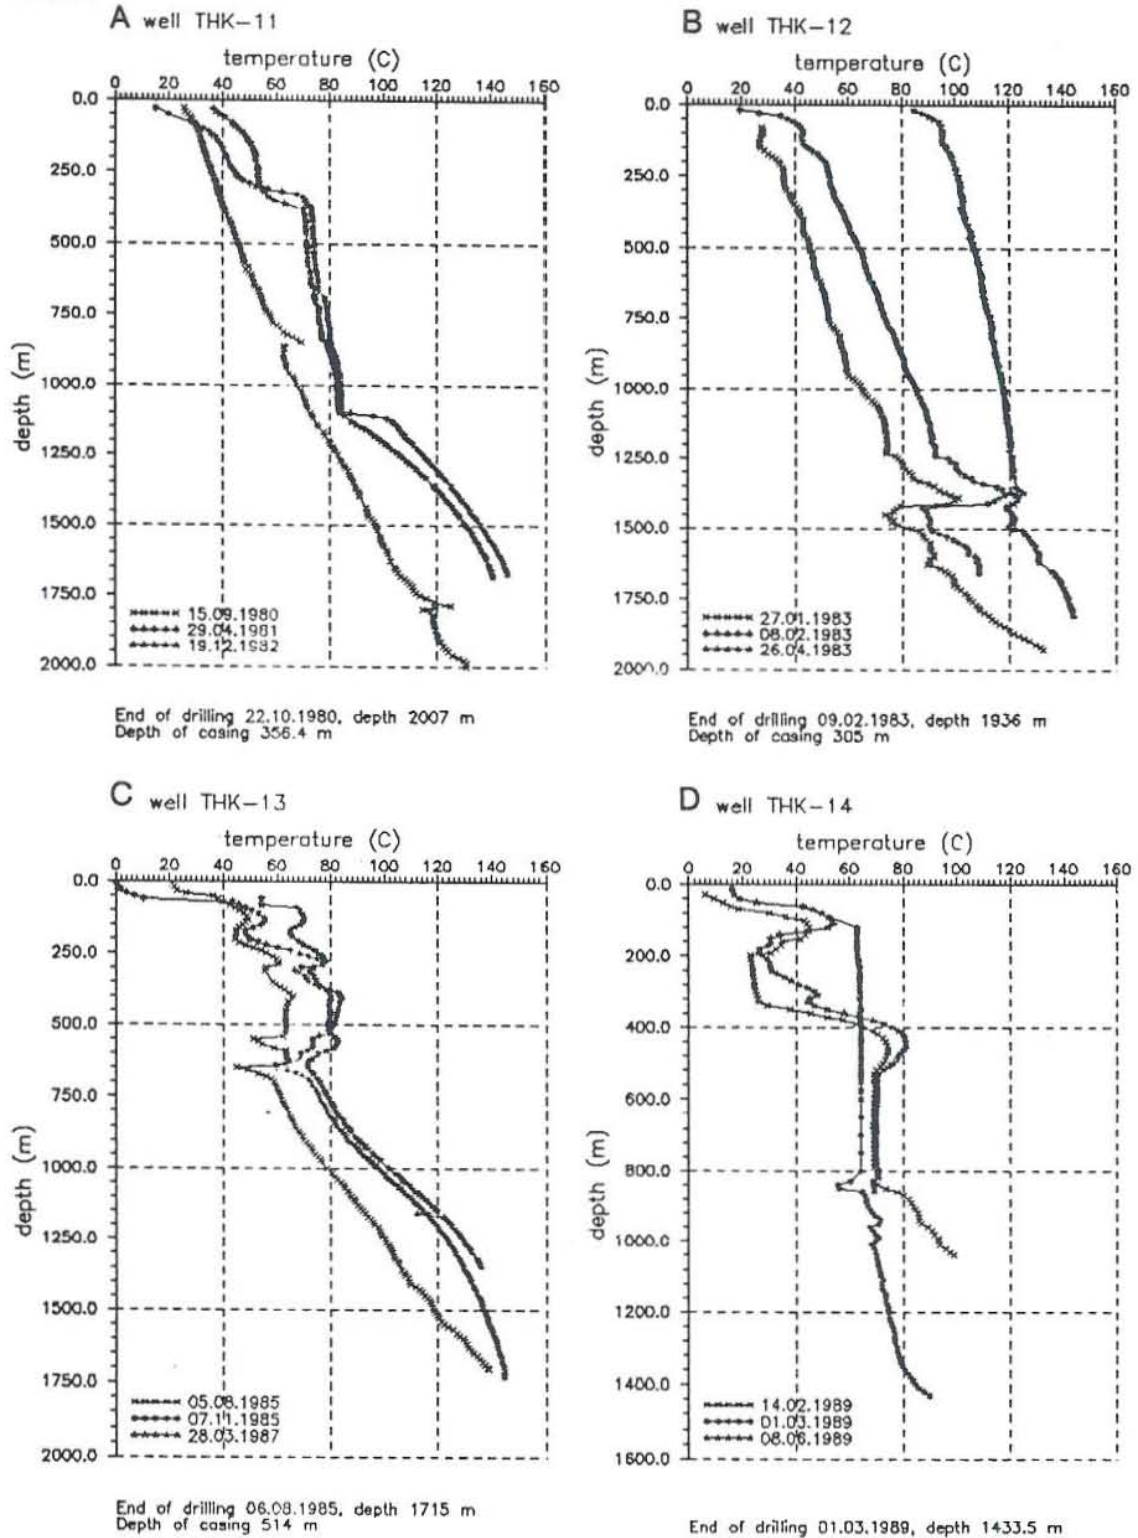 A well THK-11
temperature (C)
0 20 40 60 80 100 120 140 160
0.0
250.0
500.0
750.0
1000.0
1250.0
1500.0
1750.0
2000.0
depth (m)
15.09.1980
29.04.1981
19.12.1982
End of drilling 22.10.1980, depth 2007 m
Depth of casing 356.4 m
B well THK-12
temperature (C)
0 20 40 60 80 100 120 140 160
0.0
250.0
500.0
750.0
1000.0
1250.0
1500.0
1750.0
2000.0
depth (m)
27.01.1983
08.02.1983
26.04.1983
End of drilling 09.02.1983, depth 1936 m
Depth of casing 305 m
C well THK-13
temperature (C)
0 20 40 60 80 100 120 140 160
0.0
250.0
500.0
750.0
1000.0
1250.0
1500.0
1750.0
2000.0
depth (m)
05.08.1985
07.11.1985
28.03.1987
End of drilling 06.08.1985, depth 1715 m
Depth of casing 514 m
D well THK-14
temperature (C)
0 20 40 60 80 100 120 140 160
0.0
200.0
400.0
600.0
800.0
1000.0
1200.0
1400.0
1600.0
depth (m)
14.02.1989
01.03.1989
08.06.1989
End of drilling 01.03.1989, depth 1433.5 m